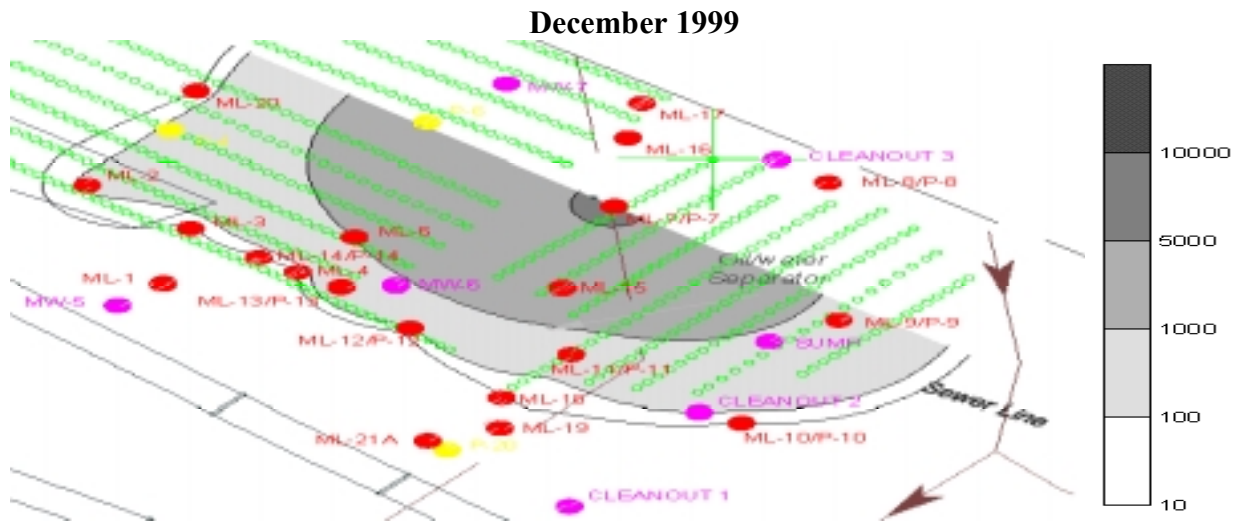 December 1999
MW-7
ML-17
ML-20
P-6
ML-16
CLEANOUT 3
10000
ML-2
ML-8/P-8
ML-7/P-7
ML-3
ML-6
5000
ML-14/P-14
Oil/water
Separator
ML-4
ML-1
MW-6
ML-15
ML-13/P-13
MW-5
ML-9/P-9
1000
ML-12/P-12
SUMP
ML-11/P-11
Sewer Line
ML-18
CLEANOUT 2
100
ML-19
ML-10/P-10
ML-21A
CLEANOUT 1
10